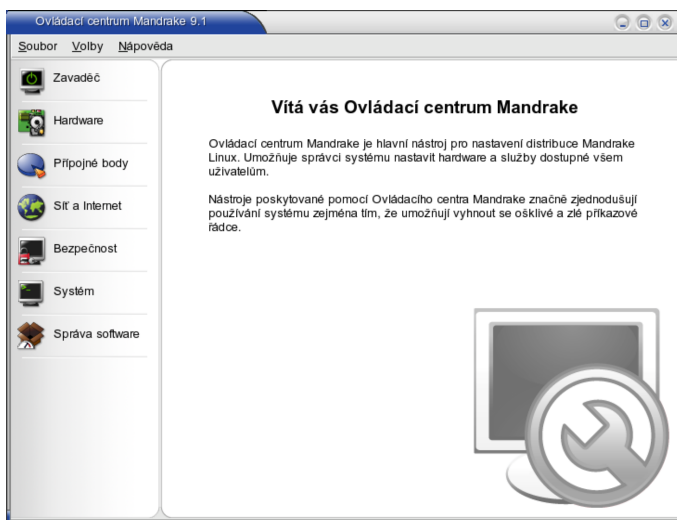 Ovládací centrum Mandrake 9.1
Soubor Volby Nápověda
Zavaděč
Hardware
Přípojné body
Síť a Internet
Bezpečnost
Systém
Správa software
Vítá vás Ovládací centrum Mandrake
Ovládací centrum Mandrake je hlavní nástroj pro nastavení distribuce Mandrake
Linux. Umožňuje správci systému nastavit hardware a služby dostupné všem
uživatelům.
Nástroje poskytované pomocí Ovládacího centra Mandrake značně zjednodušují
používání systému zejména tím, že umožňují vyhnout se ošklivé a zlé příkazové
řádce.